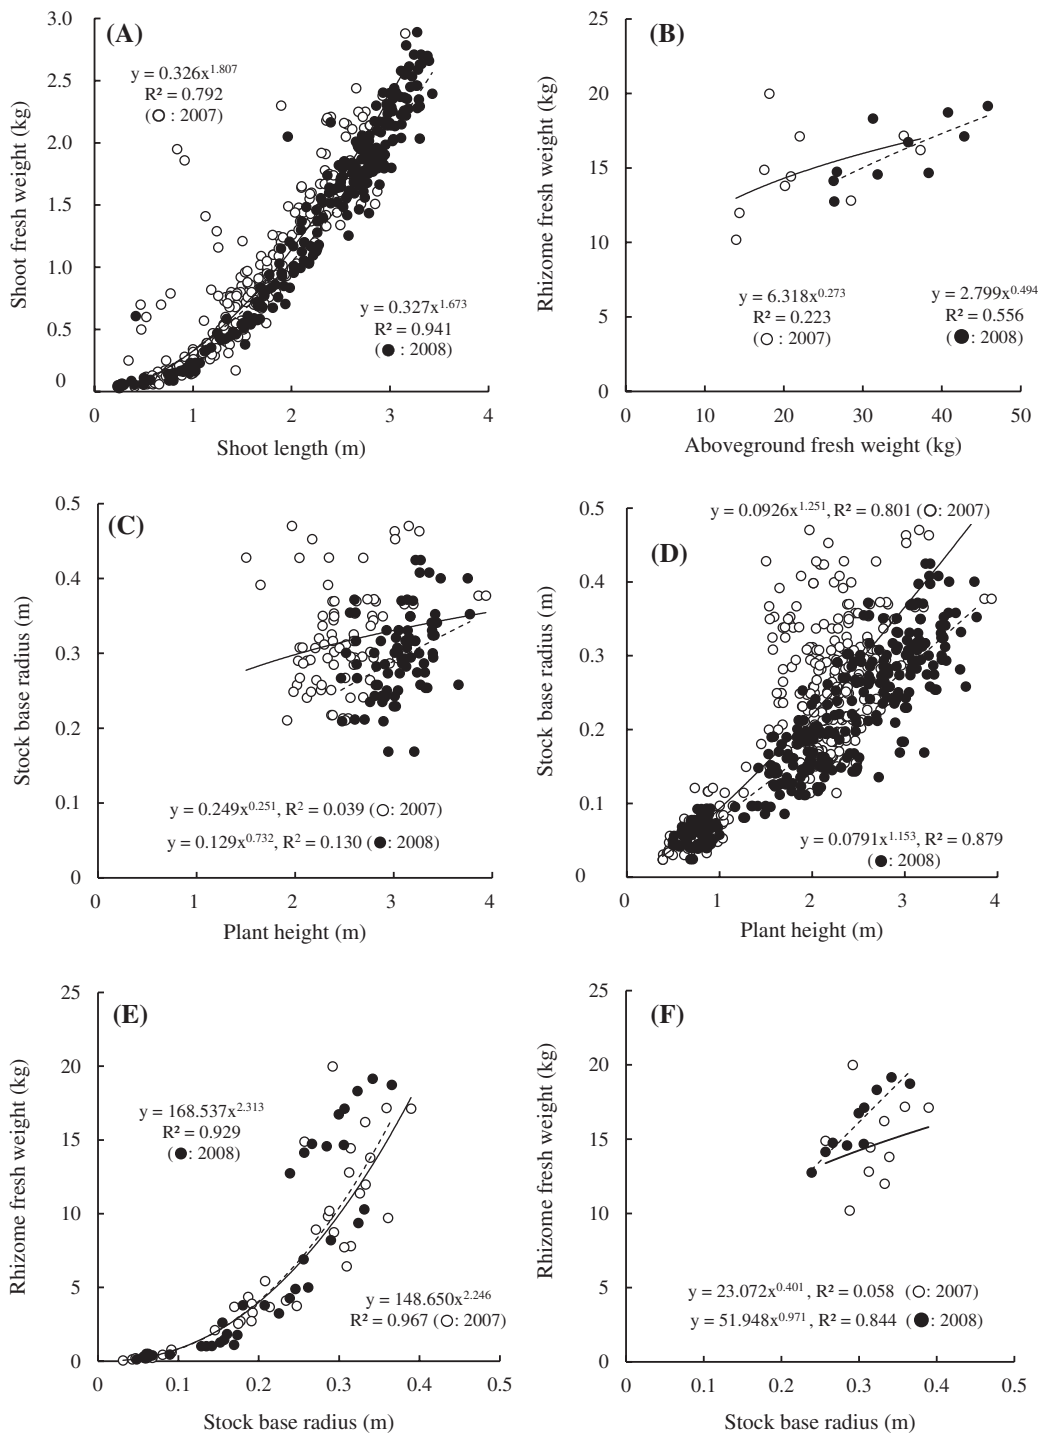 (A)
3.0
2.5
2.0
1.5
1.0
0.5
0
Shoot fresh weight (kg)
y = 0.326x^1.807
R² = 0.792
(○ : 2007)
y = 0.327x^1.673
R² = 0.941
(● : 2008)
0 1 2 3 4
Shoot length (m)
(B)
25
20
15
10
5
0
Rhizome fresh weight (kg)
y = 6.318x^0.273
R² = 0.223
(○ : 2007)
y = 2.799x^0.494
R² = 0.556
(● : 2008)
0 10 20 30 40 50
Aboveground fresh weight (kg)
(C)
0.5
0.4
0.3
0.2
0.1
0
Stock base radius (m)
y = 0.249x^0.251, R² = 0.039 (○: 2007)
y = 0.129x^0.732, R² = 0.130 (●: 2008)
0 1 2 3 4
Plant height (m)
(D)
0.5
0.4
0.3
0.2
0.1
0
Stock base radius (m)
y = 0.0926x^1.251, R² = 0.801 (○: 2007)
y = 0.0791x^1.153, R² = 0.879
(●: 2008)
0 1 2 3 4
Plant height (m)
(E)
25
20
15
10
5
0
Rhizome fresh weight (kg)
y = 168.537x^2.313
R² = 0.929
(●: 2008)
y = 148.650x^2.246
R² = 0.967 (○: 2007)
0 0.1 0.2 0.3 0.4 0.5
Stock base radius (m)
(F)
25
20
15
10
5
0
Rhizome fresh weight (kg)
y = 23.072x^0.401, R² = 0.058 (○: 2007)
y = 51.948x^0.971, R² = 0.844 (●: 2008)
0 0.1 0.2 0.3 0.4 0.5
Stock base radius (m)